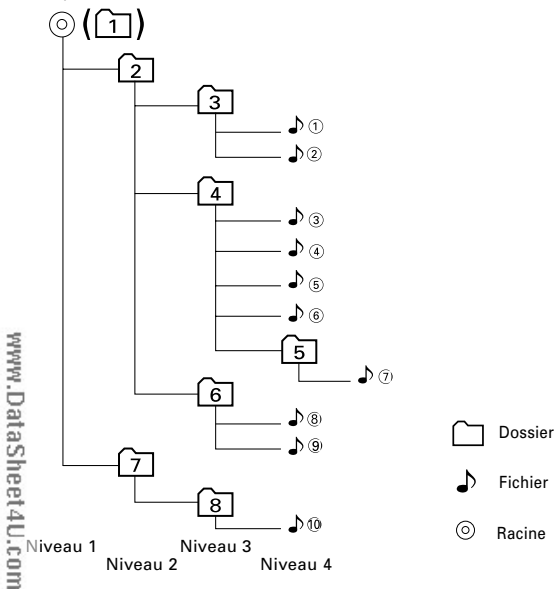 (1)
2
3
①
②
4
③
④
⑤
⑥
5
⑦
6
⑧
⑨
7
8
⑩
Dossier
Fichier
Racine
Niveau 1
Niveau 2
Niveau 3
Niveau 4
www.DataSheet4U.com